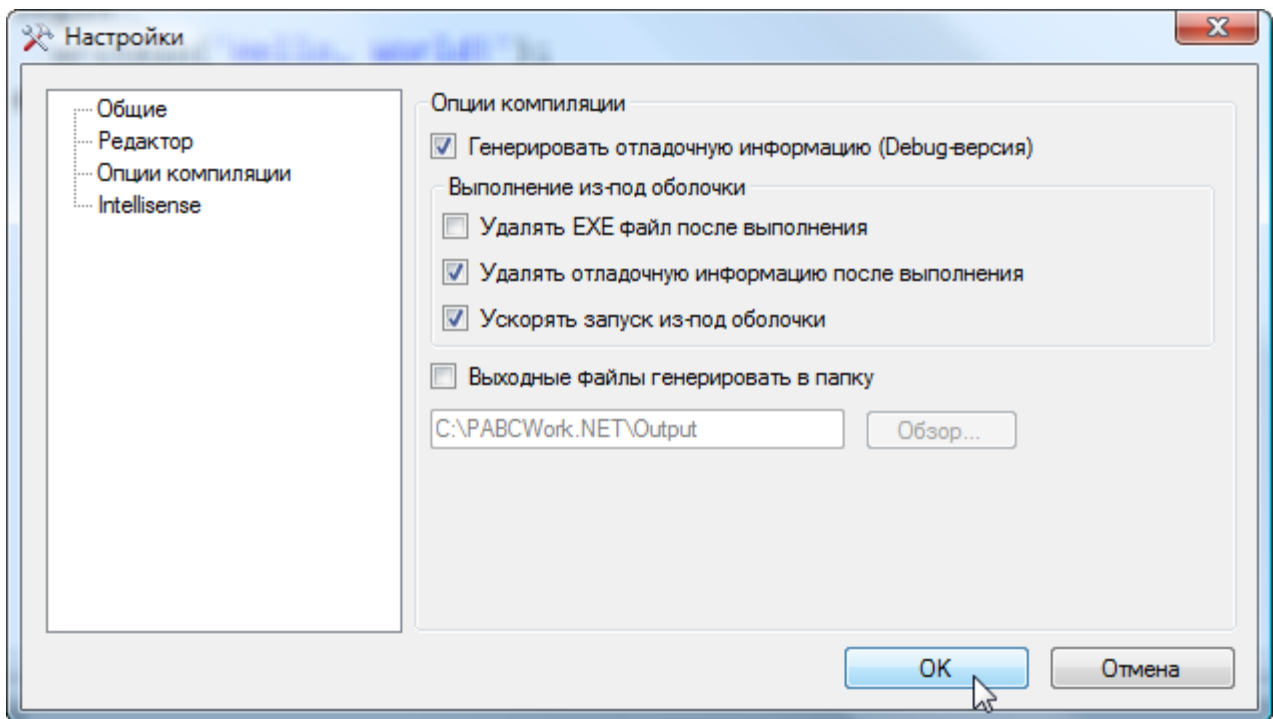 Настройки
Общие
Редактор
Опции компиляции
Intellisense
Опции компиляции
Генерировать отладочную информацию (Debug-версия)
Выполнение из-под оболочки
Удалять EXE файл после выполнения
Удалять отладочную информацию после выполнения
Ускорять запуск из-под оболочки
Выходные файлы генерировать в папку
C:\PABCWork.NET\Output
Обзор...
OK
Отмена